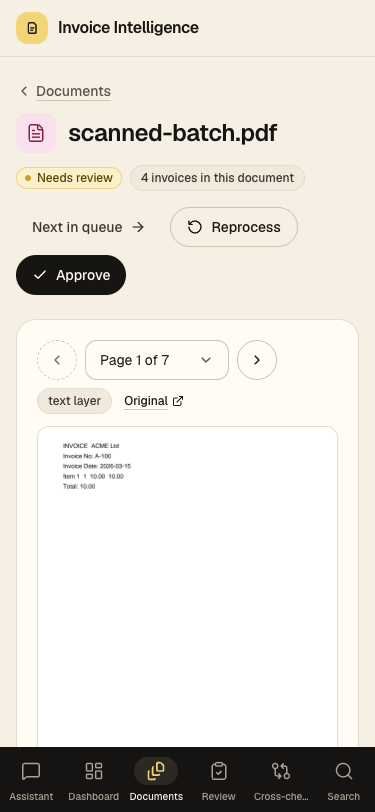 Invoice Intelligence
Documents
scanned-batch.pdf
Needs review
4 invoices in this document
Next in queue
Reprocess
Approve
Page 1 of 7
text layer
Original
INVOICE ACME Ltd
Invoice No: A-100
Invoice Date: 2026-03-15
Item 1 1 10.00 10.00
Total: 10.00
Assistant
Dashboard
Documents
Review
Cross-che...
Search